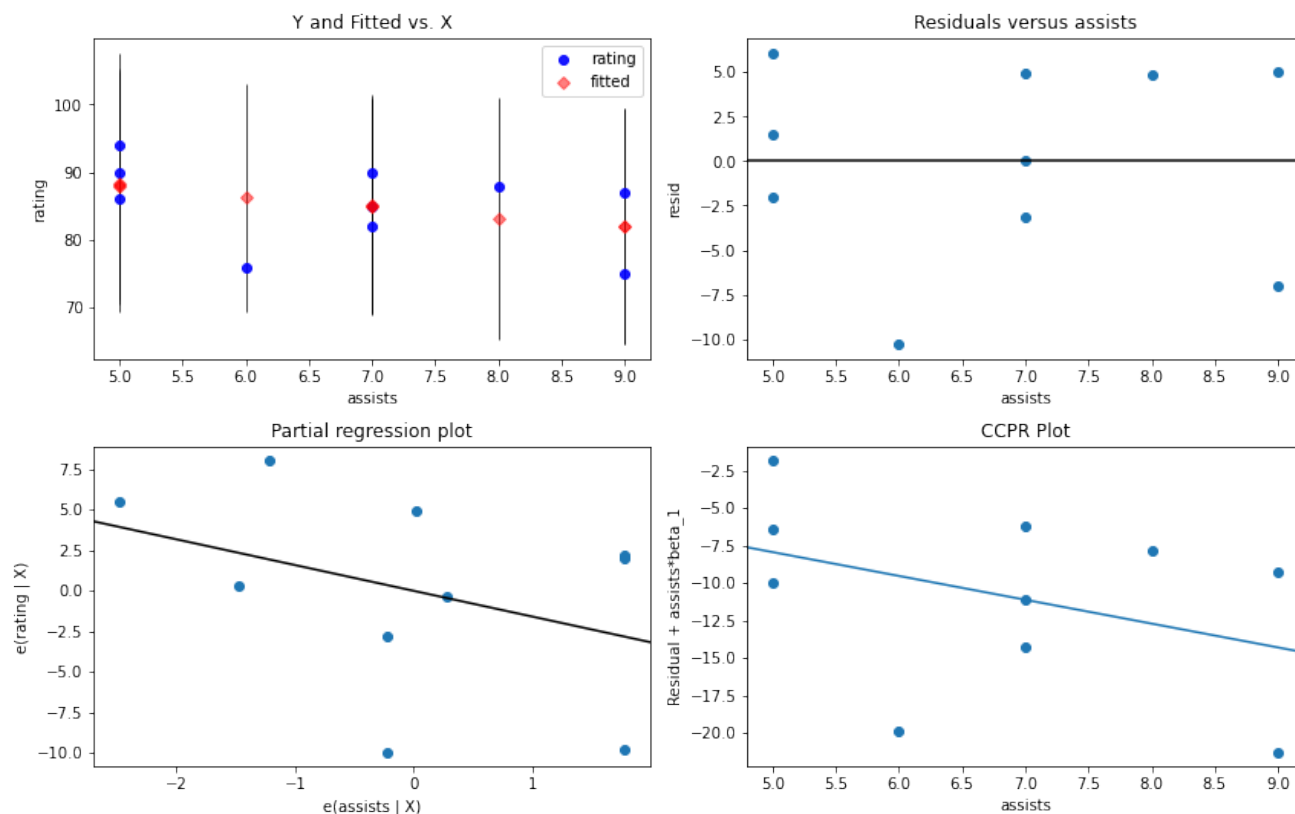 Y and Fitted vs. X
rating
fitted
100
90
80
70
rating
5.0 5.5 6.0 6.5 7.0 7.5 8.0 8.5 9.0
assists
Residuals versus assists
5.0
2.5
0.0
−2.5
−5.0
−7.5
−10.0
resid
5.0 5.5 6.0 6.5 7.0 7.5 8.0 8.5 9.0
assists
Partial regression plot
7.5
5.0
2.5
0.0
−2.5
−5.0
−7.5
−10.0
e(rating | X)
−2 −1 0 1
e(assists | X)
CCPR Plot
−2.5
−5.0
−7.5
−10.0
−12.5
−15.0
−17.5
−20.0
Residual + assists*beta_1
5.0 5.5 6.0 6.5 7.0 7.5 8.0 8.5 9.0
assists